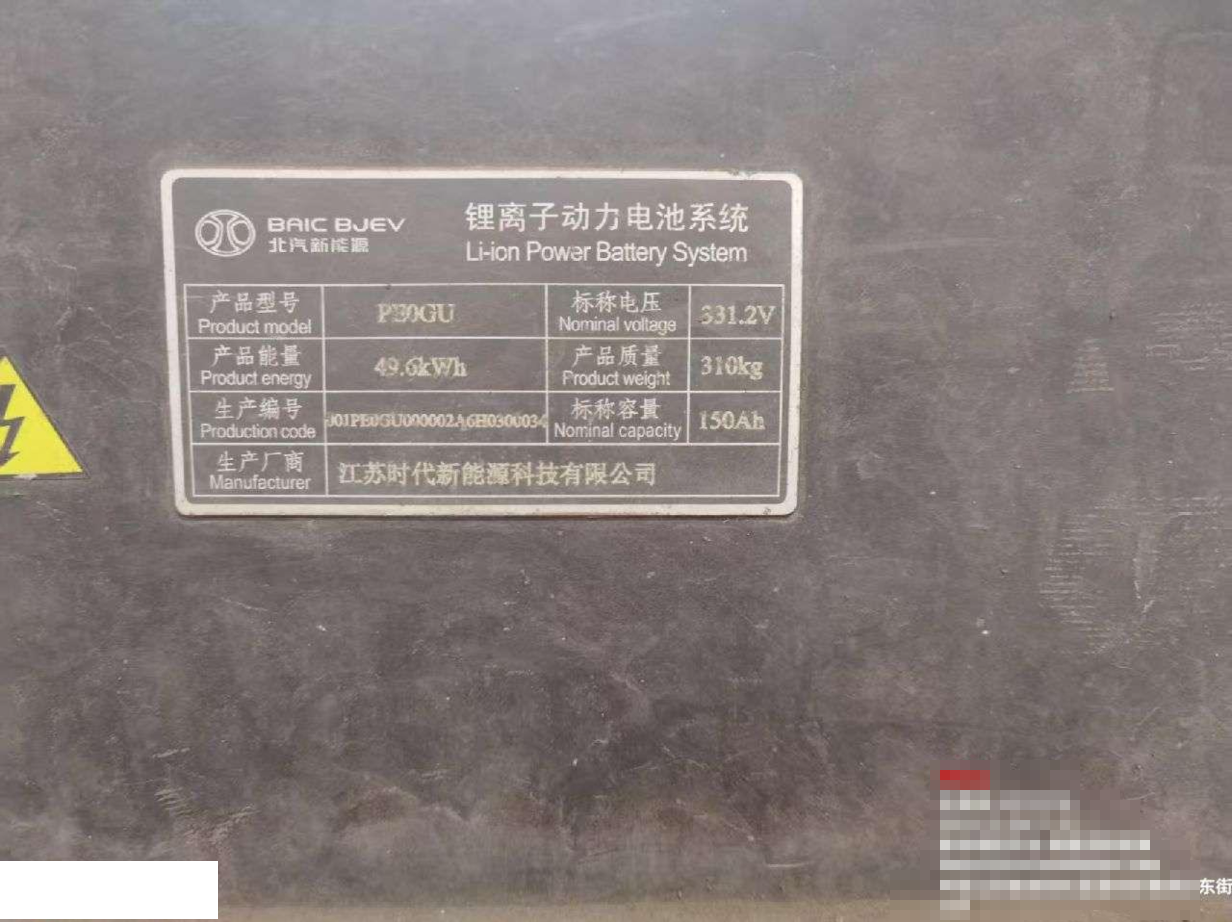 BAIC BJEV
北汽新能源
锂离子动力电池系统
Li-ion Power Battery System
产品型号
Product model
PE0GU
标称电压
Nominal voltage
331.2V
产品能量
Product energy
49.6kWh
产品质量
Product weight
310kg
生产编号
Production code
001PE0GU000002A6H0300034
标称容量
Nominal capacity
150Ah
生产厂商
Manufacturer
江苏时代新能源科技有限公司
东街